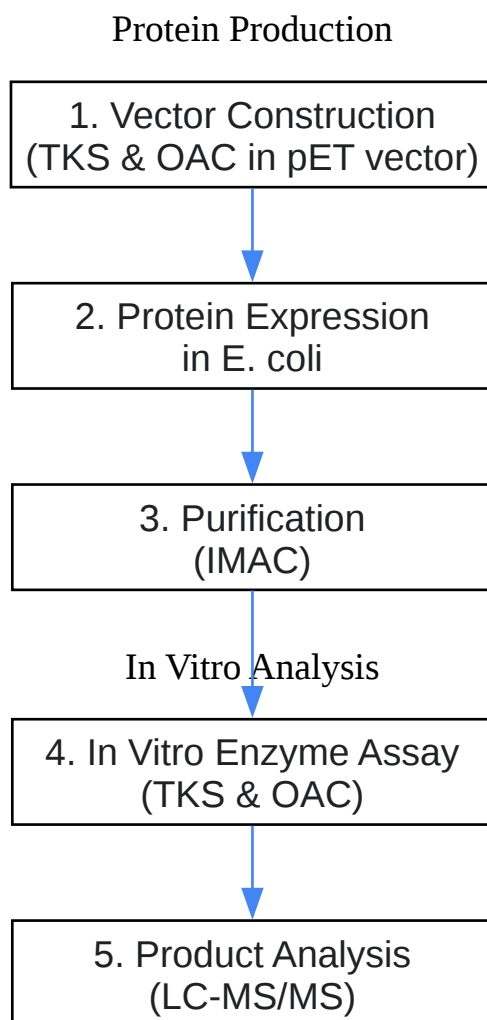 Protein Production
1. Vector Construction
(TKS & OAC in pET vector)
2. Protein Expression
in E. coli
3. Purification
(IMAC)
In Vitro Analysis
4. In Vitro Enzyme Assay
(TKS & OAC)
5. Product Analysis
(LC-MS/MS)